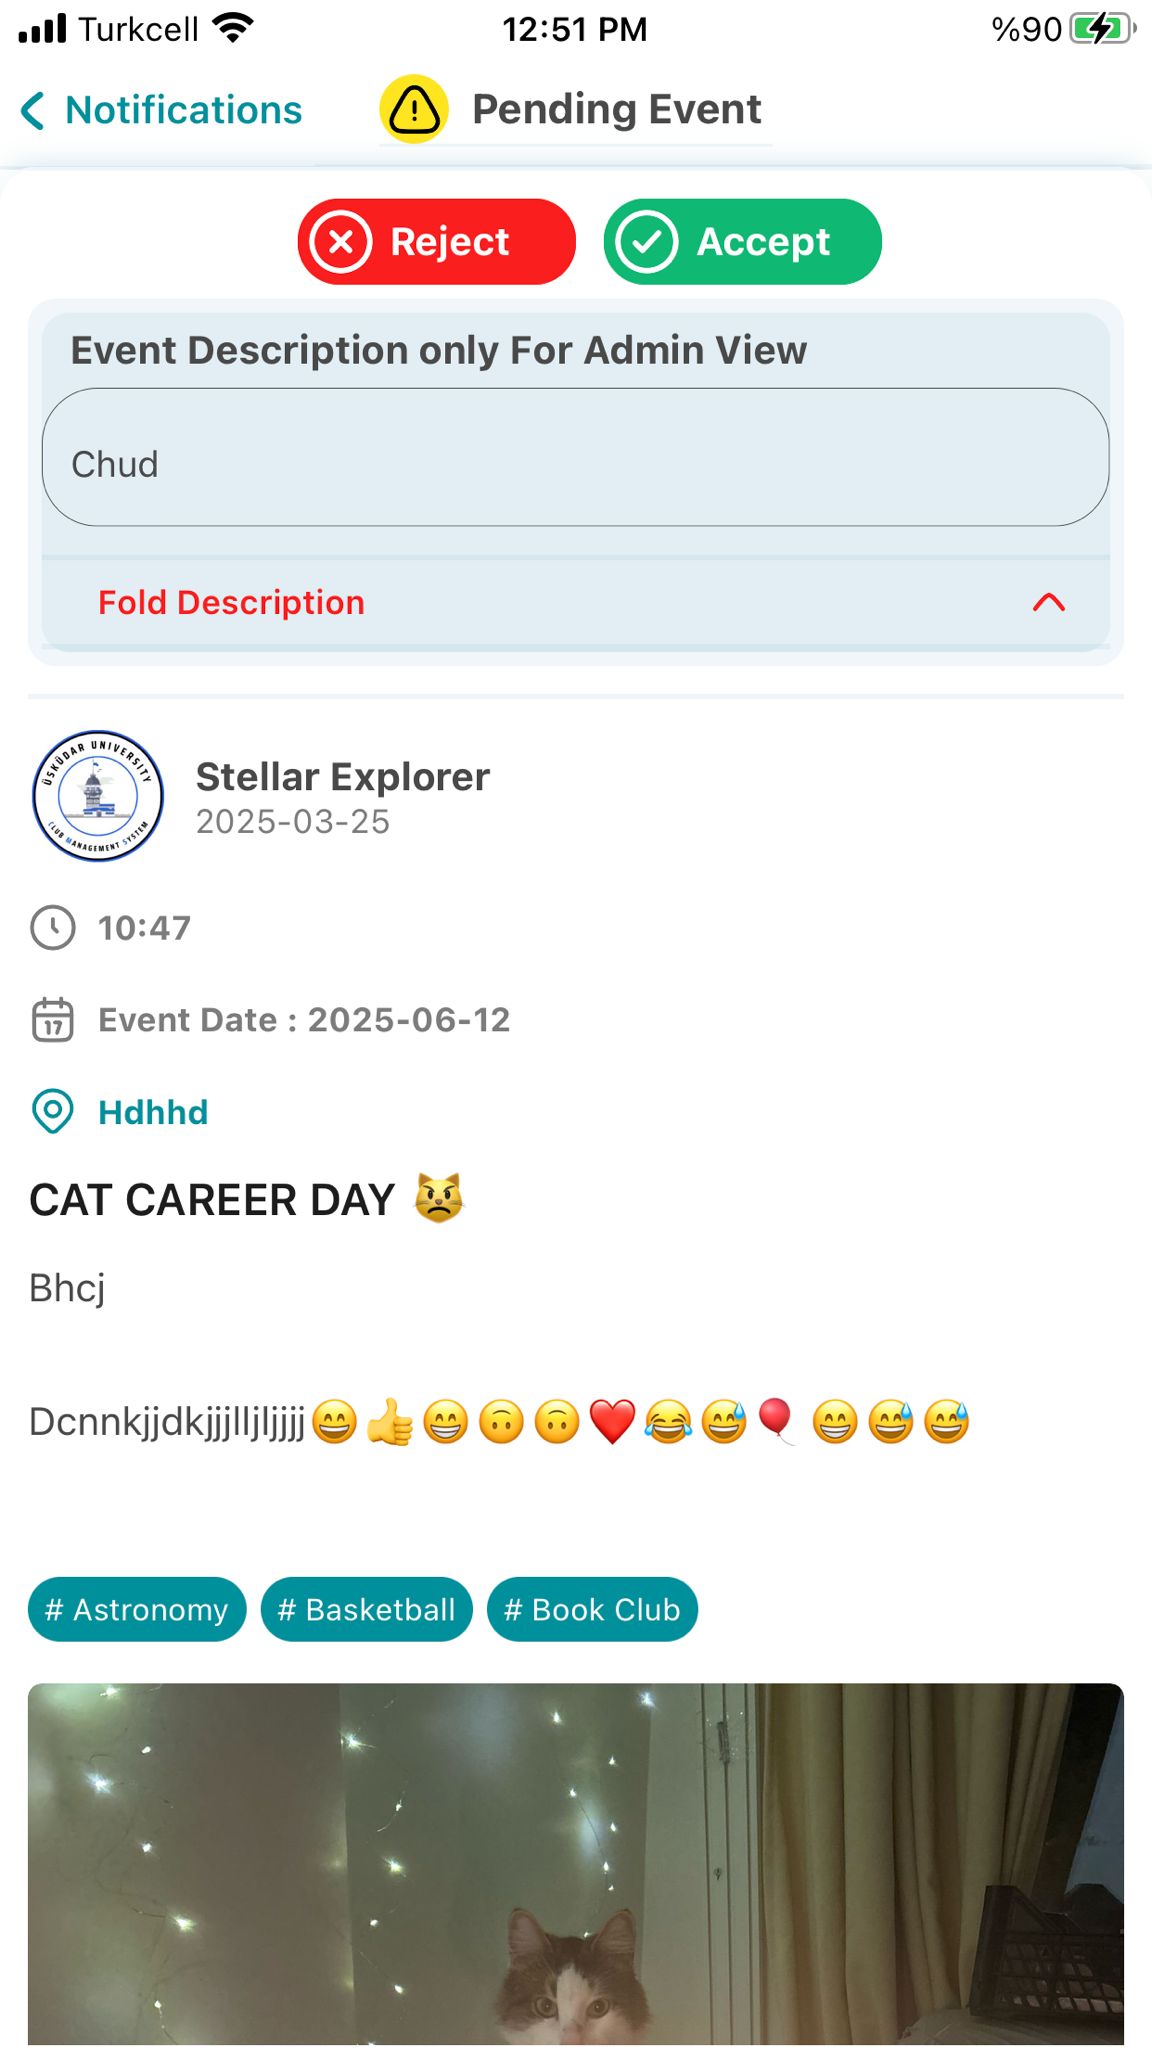 Turkcell 12:51 PM %90
Notifications Pending Event
Reject Accept
Event Description only For Admin View
Chud
Fold Description
ÜSKÜDAR UNIVERSITY
CLUB MANAGEMENT SYSTEM
Stellar Explorer
2025-03-25
10:47
17 Event Date : 2025-06-12
Hdhhd
CAT CAREER DAY 😾
Bhcj
Dcnnkjjdkjjjlljljjjj😄👍😁🙃🙃❤️😂😅🎈😁😅😅
# Astronomy # Basketball # Book Club